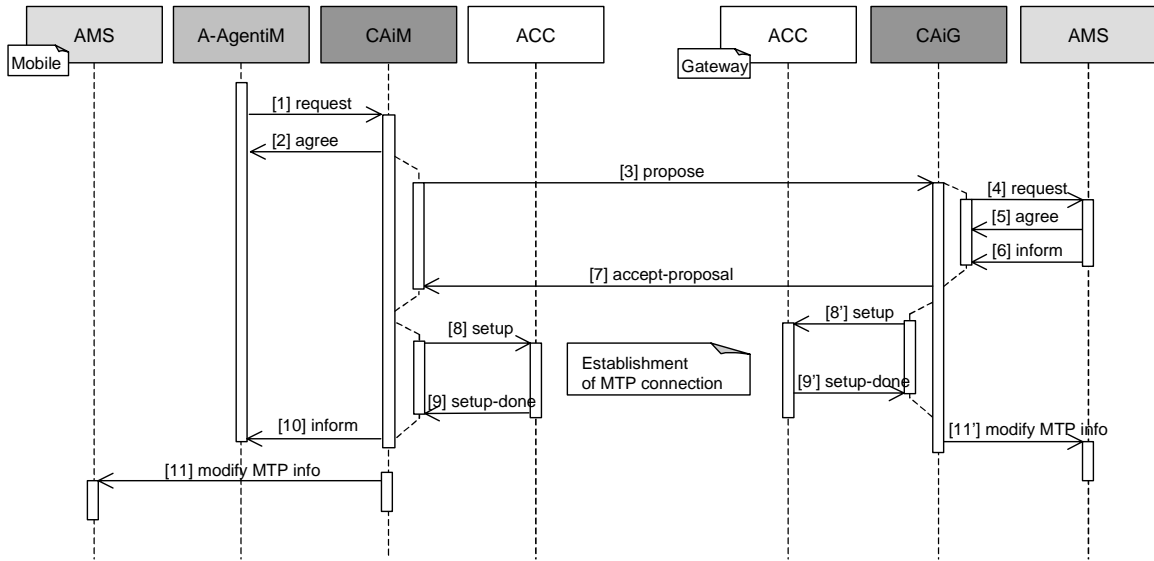 AMS
A-AgentiM
CAiM
ACC
ACC
CAiG
AMS
Mobile
Gateway
[1] request
[2] agree
[3] propose
[4] request
[5] agree
[6] inform
[7] accept-proposal
[8'] setup
[8] setup
Establishment
of MTP connection
[9'] setup-done
[9] setup-done
[10] inform
[11'] modify MTP info
[11] modify MTP info